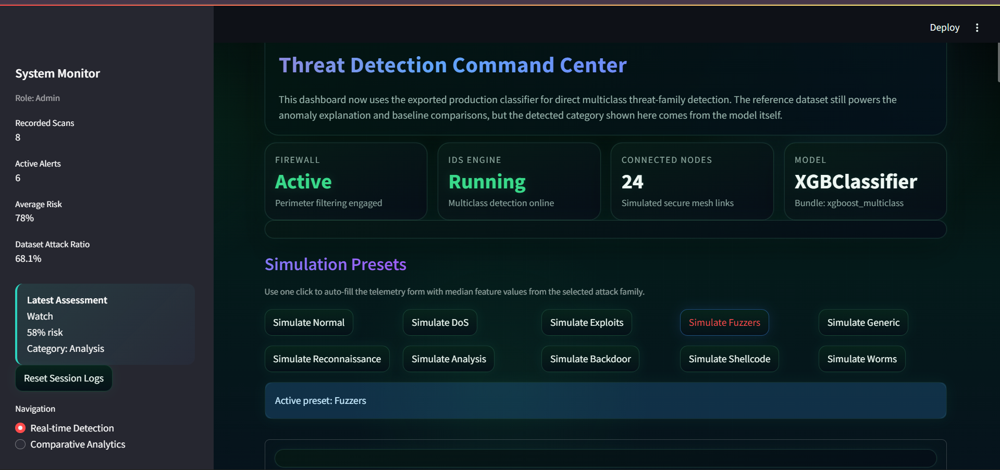 Deploy
System Monitor
Role: Admin
Recorded Scans
8
Active Alerts
6
Average Risk
78%
Dataset Attack Ratio
68.1%
Latest Assessment
Watch
58% risk
Category: Analysis
Reset Session Logs
Navigation
Real-time Detection
Comparative Analytics
Threat Detection Command Center
This dashboard now uses the exported production classifier for direct multiclass threat-family detection. The reference dataset still powers the
anomaly explanation and baseline comparisons, but the detected category shown here comes from the model itself.
FIREWALL
Active
Perimeter filtering engaged
IDS ENGINE
Running
Multiclass detection online
CONNECTED NODES
24
Simulated secure mesh links
MODEL
XGBClassifier
Bundle: xgboost_multiclass
Simulation Presets
Use one click to auto-fill the telemetry form with median feature values from the selected attack family.
Simulate Normal
Simulate DoS
Simulate Exploits
Simulate Fuzzers
Simulate Generic
Simulate Reconnaissance
Simulate Analysis
Simulate Backdoor
Simulate Shellcode
Simulate Worms
Active preset: Fuzzers